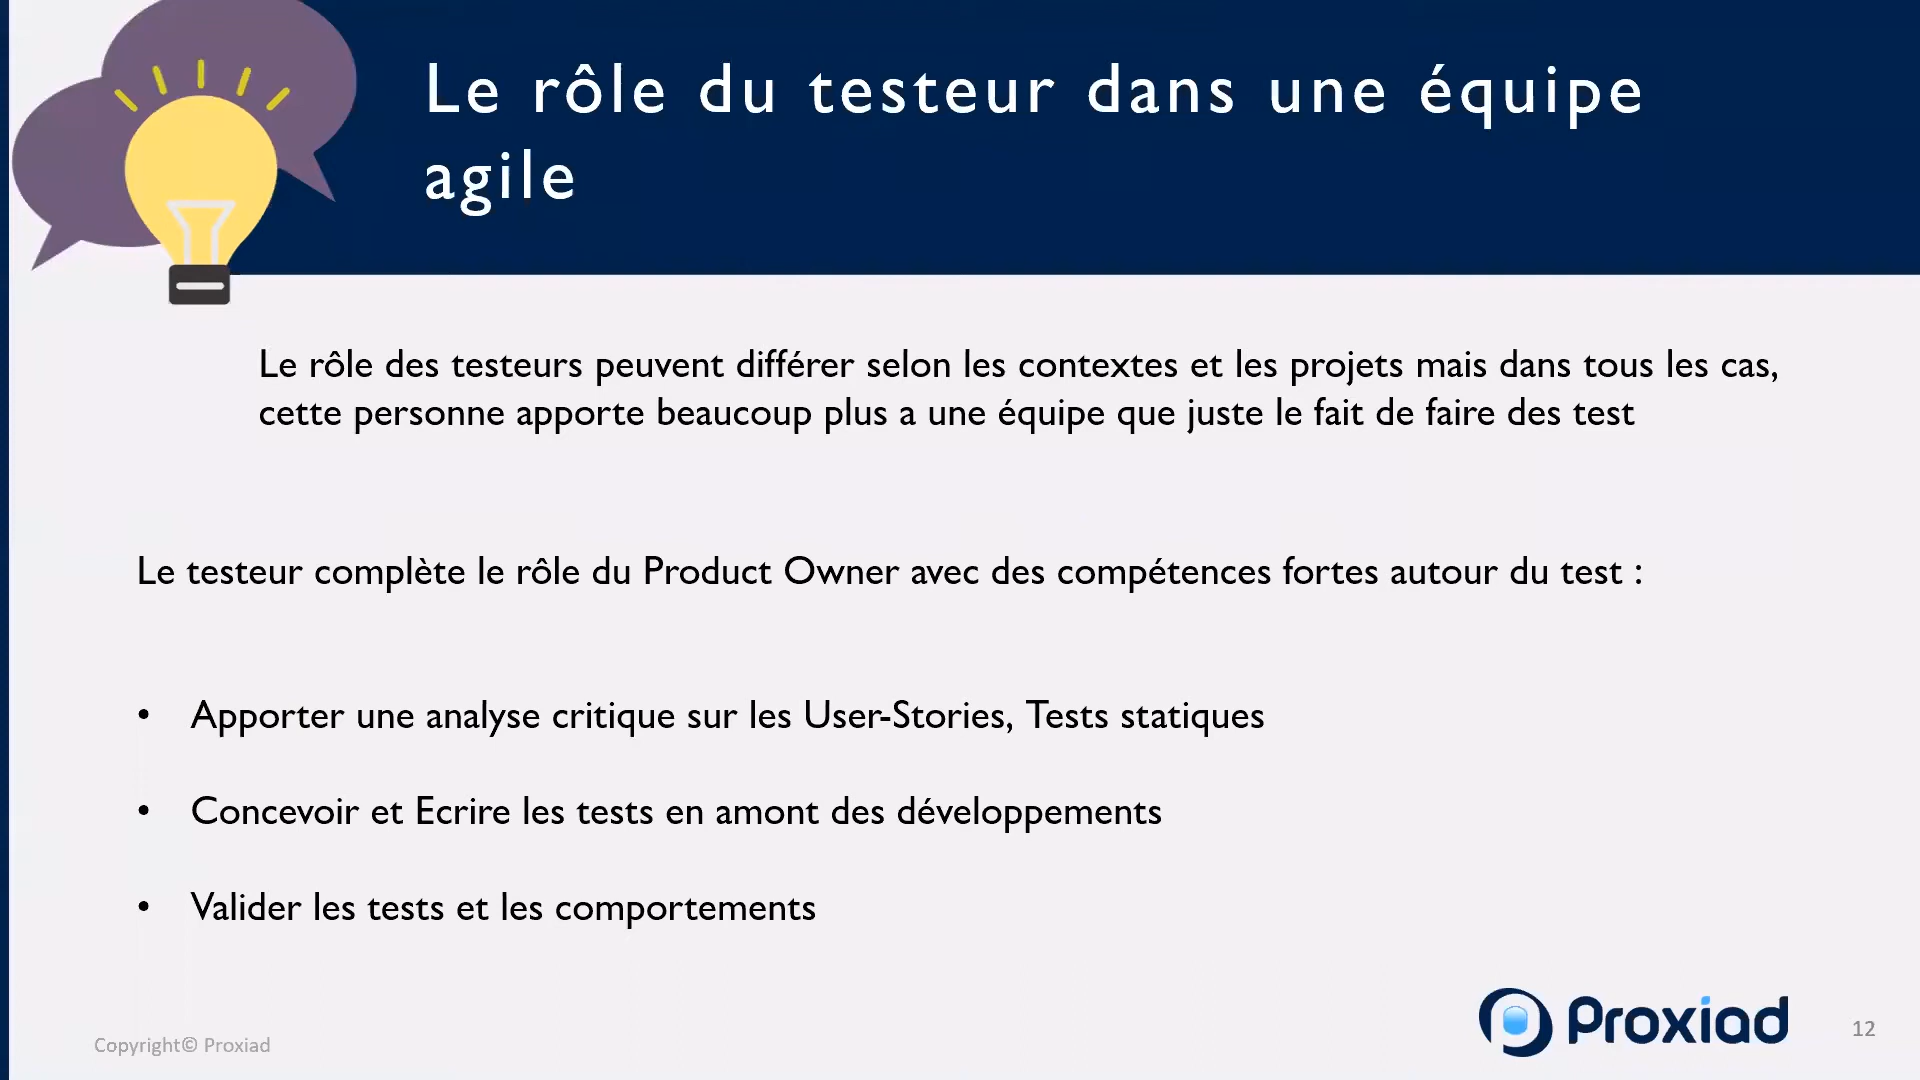 Le rôle du testeur dans une équipe
agile
Le rôle des testeurs peuvent différer selon les contextes et les projets mais dans tous les cas,
cette personne apporte beaucoup plus a une équipe que juste le fait de faire des test
Le testeur complète le rôle du Product Owner avec des compétences fortes autour du test :
• Apporter une analyse critique sur les User-Stories, Tests statiques
• Concevoir et Ecrire les tests en amont des développements
• Valider les tests et les comportements
Copyright© Proxiad
Proxiad
12